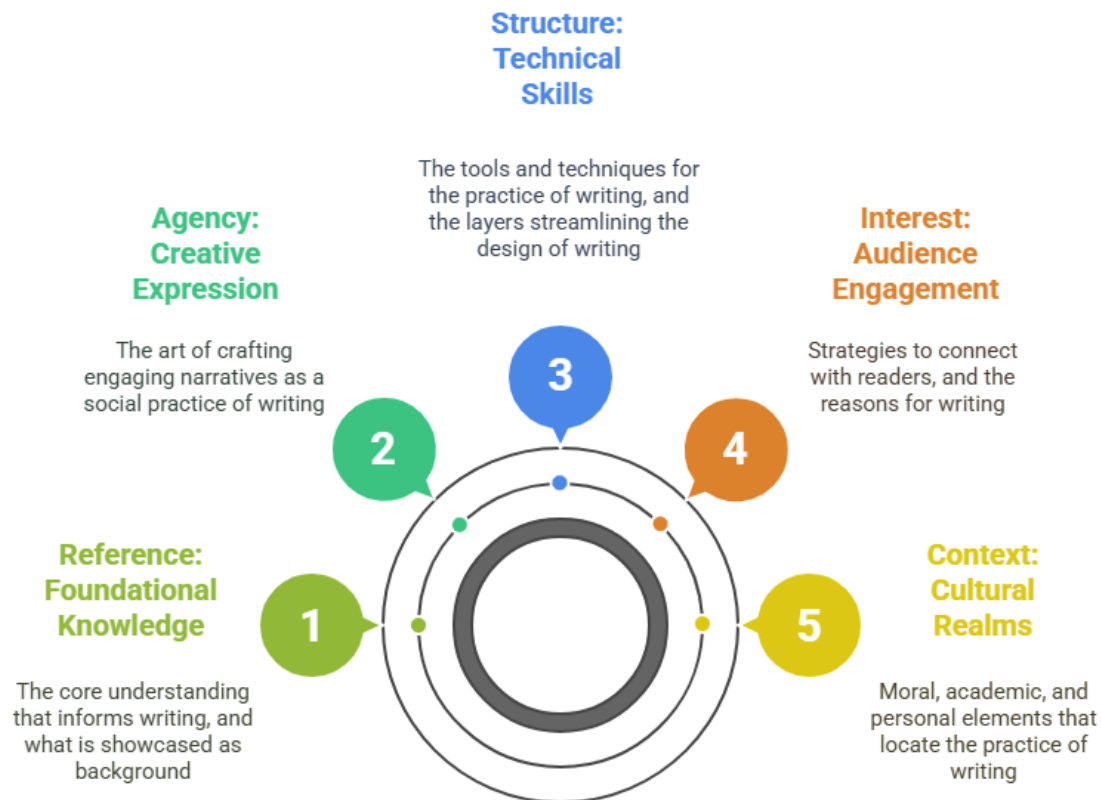 Structure:
Technical
Skills
The tools and techniques for
the practice of writing, and
the layers streamlining the
design of writing
Agency:
Creative
Expression
The art of crafting
engaging narratives as a
social practice of writing
Interest:
Audience
Engagement
Strategies to connect
with readers, and the
reasons for writing
3
2
4
Reference:
Foundational
Knowledge
The core understanding
that informs writing, and
what is showcased as
background
1
5
Context:
Cultural
Realms
Moral, academic, and
personal elements that
locate the practice of
writing